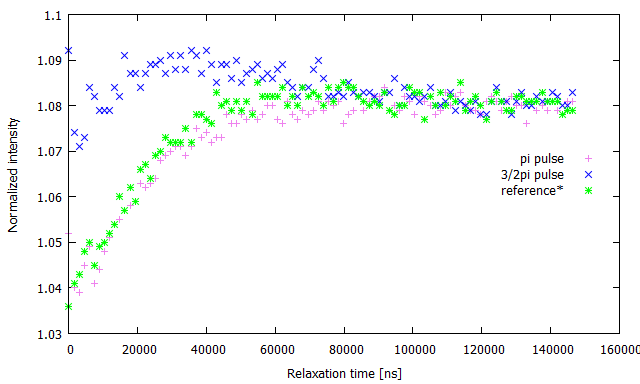 1.1
1.09
1.08
1.07
1.06
1.05
1.04
1.03
Normalized intensity
pi pulse
3/2pi pulse
reference*
0 20000 40000 60000 80000 100000 120000 140000 160000
Relaxation time [ns]